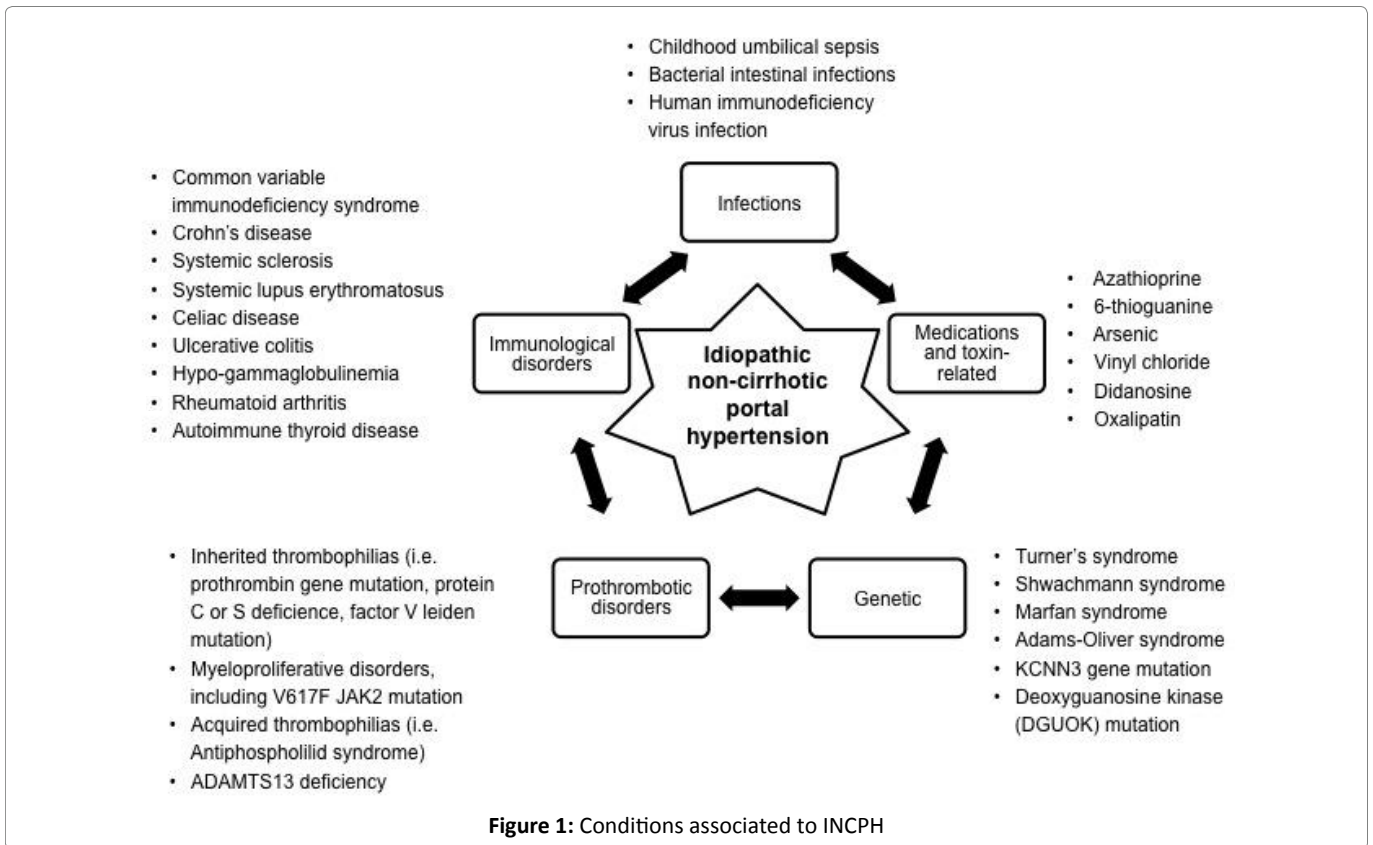 • Childhood umbilical sepsis
• Bacterial intestinal infections
• Human immunodeficiency
virus infection
Infections
• Common variable
immunodeficiency syndrome
• Crohn's disease
• Systemic sclerosis
• Systemic lupus erythromatosus
• Celiac disease
• Ulcerative colitis
• Hypo-gammaglobulinemia
• Rheumatoid arthritis
• Autoimmune thyroid disease
Immunological
disorders
Idiopathic
non-cirrhotic
portal
hypertension
Medications
and toxin-
related
• Azathioprine
• 6-thioguanine
• Arsenic
• Vinyl chloride
• Didanosine
• Oxalipatin
• Inherited thrombophilias (i.e.
prothrombin gene mutation, protein
C or S deficience, factor V leiden
mutation)
• Myeloproliferative disorders,
including V617F JAK2 mutation
• Acquired thrombophilias (i.e.
Antiphospholilid syndrome)
• ADAMTS13 deficiency
Prothrombotic
disorders
Genetic
• Turner's syndrome
• Shwachmann syndrome
• Marfan syndrome
• Adams-Oliver syndrome
• KCNN3 gene mutation
• Deoxyguanosine kinase
(DGUOK) mutation
Figure 1: Conditions associated to INCPH